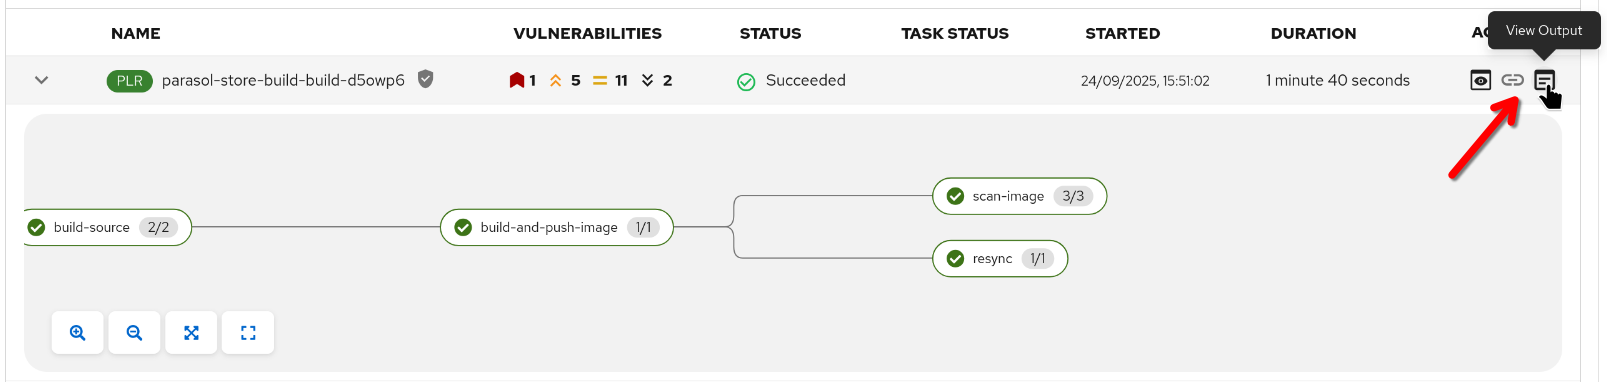 NAME VULNERABILITIES STATUS TASK STATUS STARTED DURATION
View Output
PLR parasol-store-build-build-d5owp6 1 5 11 2 Succeeded 24/09/2025, 15:51:02 1 minute 40 seconds
scan-image 3/3
build-source 2/2 build-and-push-image 1/1
resync 1/1